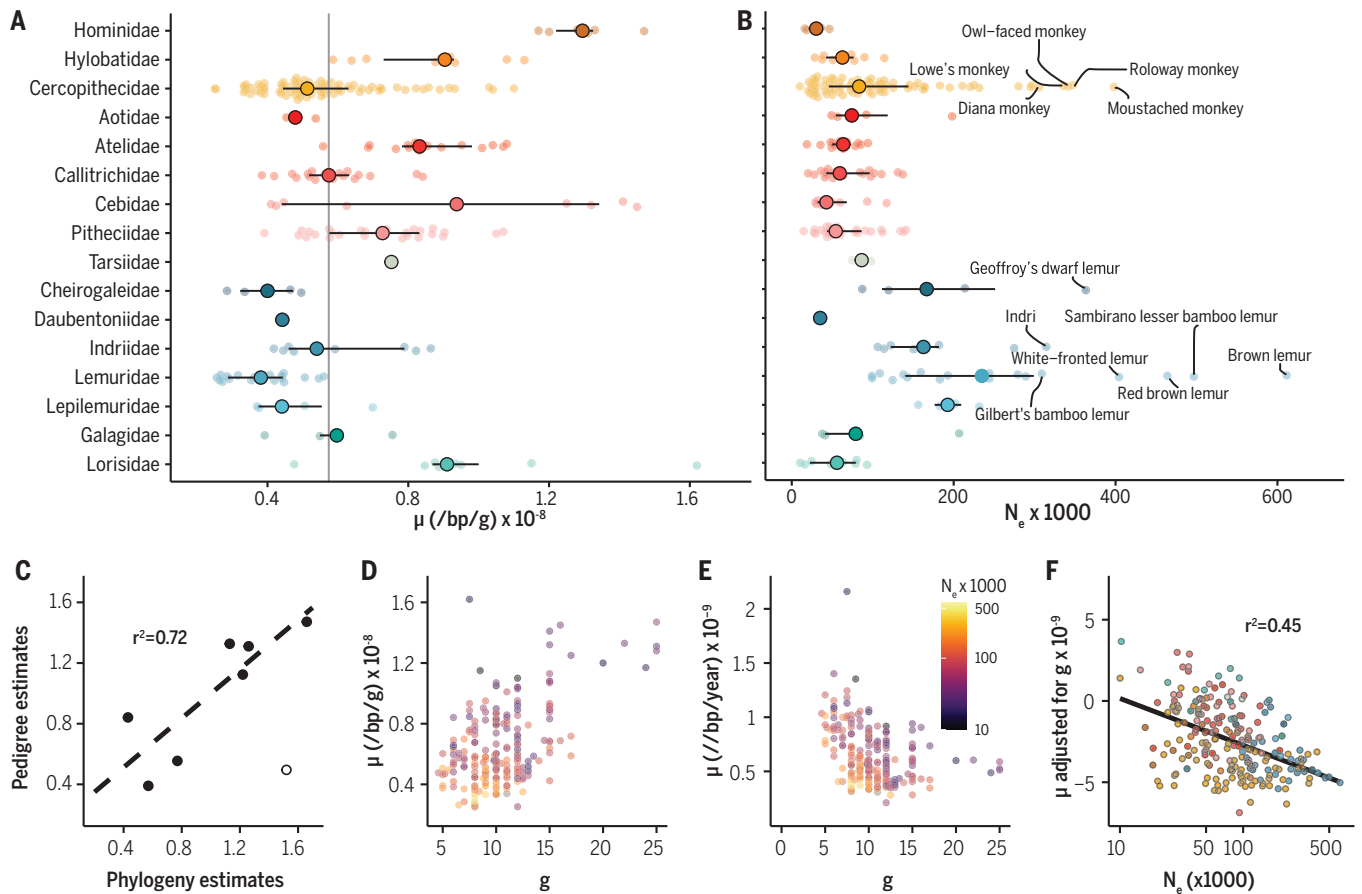 A
Hominidae
Hylobatidae
Cercopithecidae
Aotidae
Atelidae
Callitrichidae
Cebidae
Pitheciidae
Tarsiidae
Cheirogaleidae
Daubentoniidae
Indriidae
Lemuridae
Lepilemuridae
Galagidae
Lorisidae
0.4 0.8 1.2 1.6
μ (/bp/g) x 10-8
B
Owl-faced monkey
Lowe's monkey
Roloway monkey
Diana monkey
Moustached monkey
Geoffroy's dwarf lemur
Indri
Sambirano lesser bamboo lemur
White-fronted lemur
Brown lemur
Red brown lemur
Gilbert's bamboo lemur
0 200 400 600
Ne x 1000
C
Pedigree estimates
1.6
1.2
0.8
0.4
r2=0.72
0.4 0.8 1.2 1.6
Phylogeny estimates
D
μ (/bp/g) x 10-8
1.6
1.2
0.8
0.4
5 10 15 20 25
g
E
μ (//bp/year) x 10-9
2
1.5
1
0.5
Ne x 1000
500
100
10
0 5 10 15 20 25
g
F
μ adjusted for g x 10-9
5
0
−5
r2=0.45
10 50 100 500
Ne (x1000)